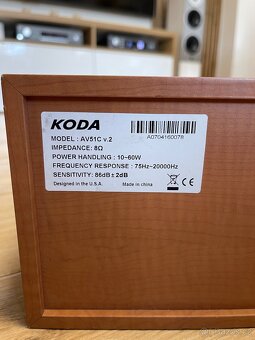 KODA
MODEL : AV51C v.2
IMPEDANCE: 8Ω
POWER HANDLING : 10~60W
FREQUENCY RESPONSE : 75Hz~20000Hz
SENSITIVITY: 86dB ± 2dB
Designed in the U.S.A.
Made in china
A070416007R